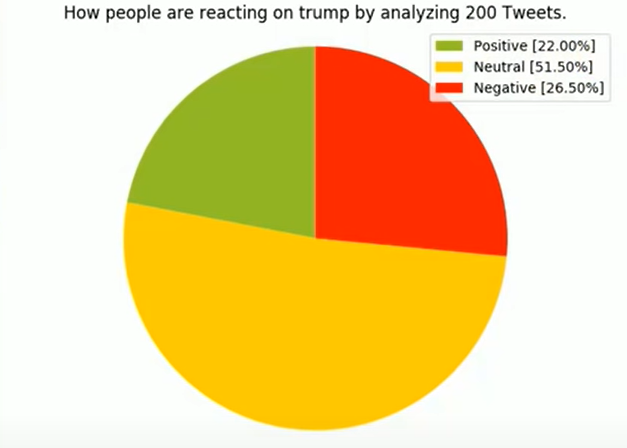 How people are reacting on trump by analyzing 200 Tweets.
Positive [22.00%]
Neutral [51.50%]
Negative [26.50%]